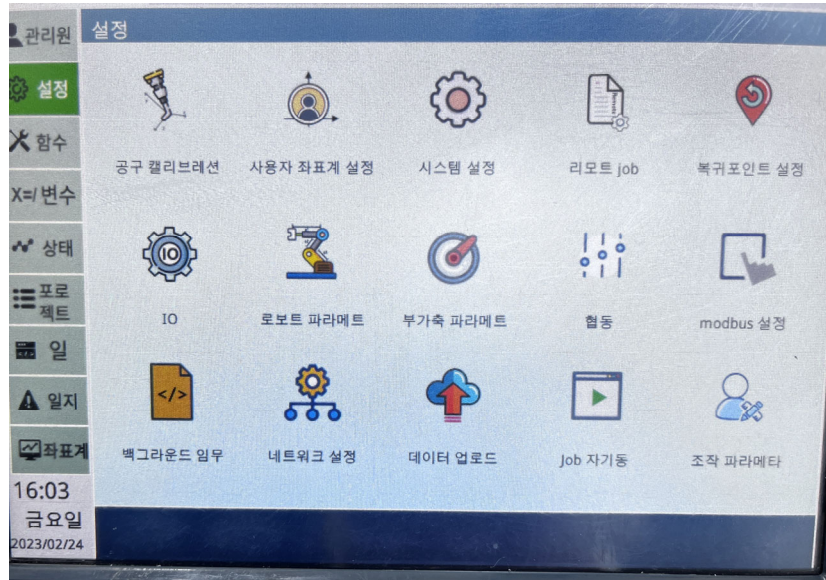 관리원
설정
설정
함수
X=/변수
상태
포로
젝트
일
일지
좌표계
16:03
금요일
2023/02/24
공구 캘리브레션
사용자 좌표계 설정
시스템 설정
Remote
리모트 job
복귀포인트 설정
IO
IO
로보트 파라메트
부가축 파라메트
협동
modbus 설정
</>
백그라운드 임무
네트워크 설정
데이터 업로드
Job 자기동
조작 파라메타